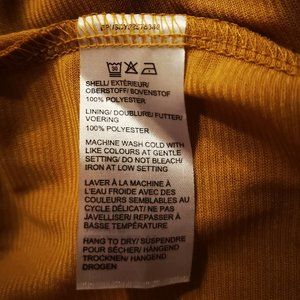 30
SHELL/ EXTÉRIEUR/
OBERSTOFF/ BOVENSTOF
100% POLYESTER
LINING/ DOUBLURE/ FUTTER/
VOERING
100% POLYESTER
MACHINE WASH COLD WITH
LIKE COLOURS AT GENTLE
SETTING/ DO NOT BLEACH/
IRON AT LOW SETTING
LAVER À LA MACHINE À
L'EAU FROIDE AVEC DES
COULEURS SEMBLABLES AU
CYCLE DÉLICAT/ NE PAS
JAVELLISER/ REPASSER À
BASSE TEMPÉRATURE
HANG TO DRY/ SUSPENDRE
POUR SÉCHER/ HÄNGEND
TROCKNEN/ HANGEND
DROGEN